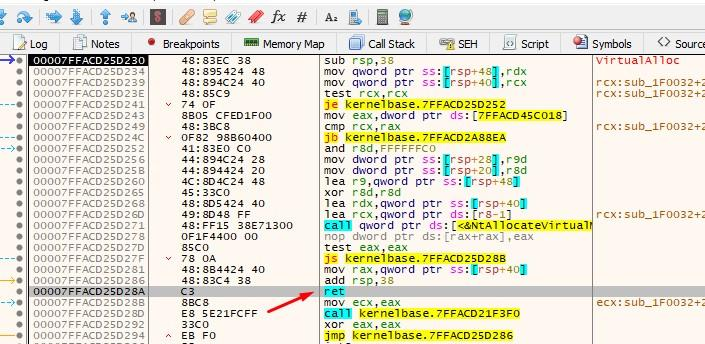 fx # A₂
Log Notes Breakpoints Memory Map Call Stack SEH Script Symbols Source
00007FFACD25D230 48:83EC 38 sub rsp,38 VirtualAlloc
00007FFACD25D234 48:895424 48 mov qword ptr ss:[rsp+48],rdx
00007FFACD25D239 48:894C24 40 mov qword ptr ss:[rsp+40],rcx rcx:sub_1F0032+2
00007FFACD25D23E 48:85C9 test rcx,rcx rcx:sub_1F0032+2
00007FFACD25D241 74 0F je kernelbase.7FFACD25D252
00007FFACD25D243 8B05 CFED1F00 mov eax,dword ptr ds:[7FFACD45C018]
00007FFACD25D249 48:3BC8 cmp rcx,rax rcx:sub_1F0032+2
00007FFACD25D24C 0F82 98B60400 jb kernelbase.7FFACD2A88EA
00007FFACD25D252 41:83E0 C0 and r8d,FFFFFFC0
00007FFACD25D256 44:894C24 28 mov dword ptr ss:[rsp+28],r9d
00007FFACD25D25B 44:894424 20 mov dword ptr ss:[rsp+20],r8d
00007FFACD25D260 4C:8D4C24 48 lea r9,qword ptr ss:[rsp+48]
00007FFACD25D265 45:33C0 xor r8d,r8d
00007FFACD25D268 48:8D5424 40 lea rdx,qword ptr ss:[rsp+40]
00007FFACD25D26D 49:8D48 FF lea rcx,qword ptr ds:[r8-1] rcx:sub_1F0032+2
00007FFACD25D271 48:FF15 38E71300 call qword ptr ds:[<&NtAllocateVirtualM
00007FFACD25D278 0F1F4400 00 nop dword ptr ds:[rax+rax],eax
00007FFACD25D27D 85C0 test eax,eax
00007FFACD25D27F 78 0A js kernelbase.7FFACD25D28B
00007FFACD25D281 48:8B4424 40 mov rax,qword ptr ss:[rsp+40]
00007FFACD25D286 48:83C4 38 add rsp,38
00007FFACD25D28A C3 ret
00007FFACD25D28B 8BC8 mov ecx,eax ecx:sub_1F0032+2
00007FFACD25D28D E8 5E21FCFF call kernelbase.7FFACD21F3F0
00007FFACD25D292 33C0 xor eax,eax
00007FFACD25D294 EB F0 jmp kernelbase.7FFACD25D286